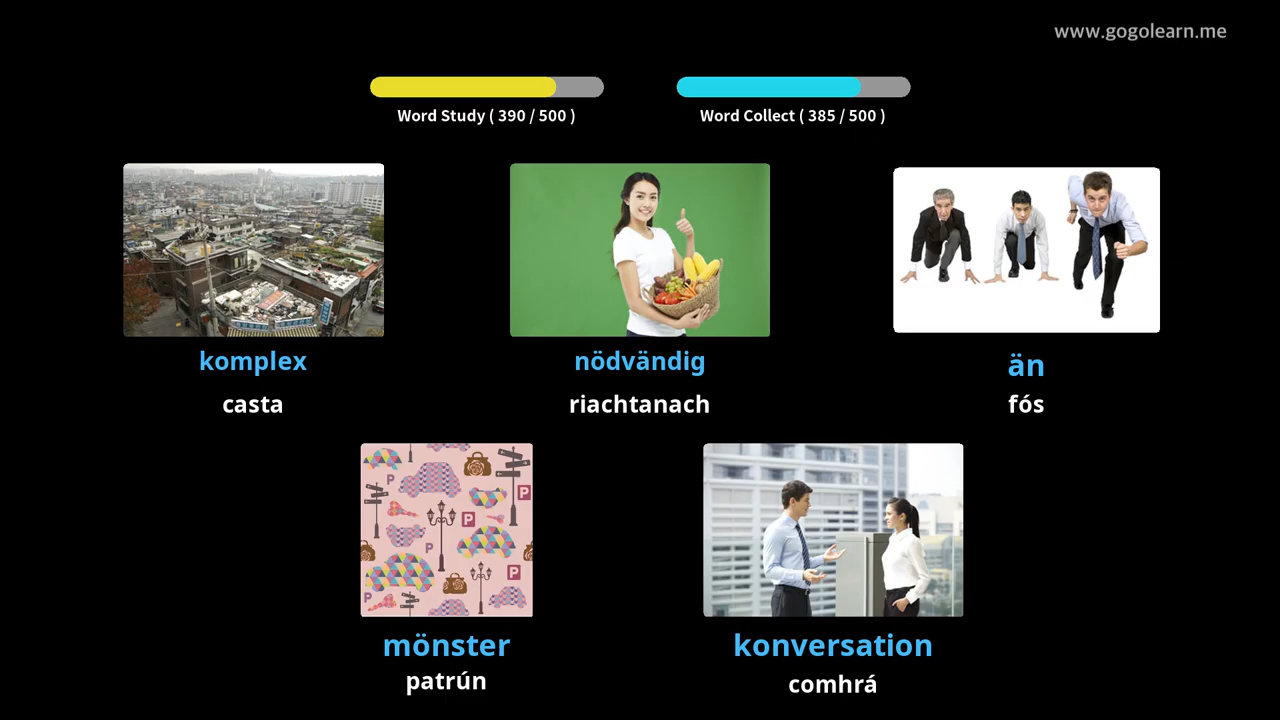 www.gogolearn.me
Word Study ( 390 / 500 )
Word Collect ( 385 / 500 )
komplex
casta
nödvändig
riachtanach
än
fós
P
P
P
P
P
P
mönster
patrún
konversation
comhrá